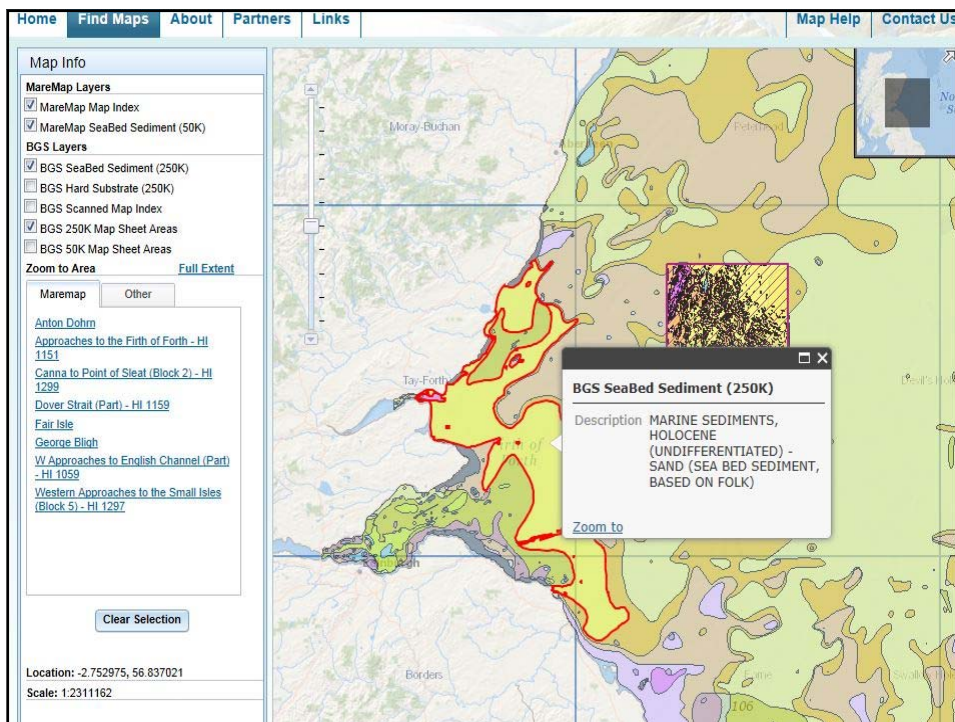 Home Find Maps About Partners Links Map Help Contact Us
Map Info
MareMap Layers
MareMap Map Index
MareMap SeaBed Sediment (50K)
BGS Layers
BGS SeaBed Sediment (250K)
BGS Hard Substrate (250K)
BGS Scanned Map Index
BGS 250K Map Sheet Areas
BGS 50K Map Sheet Areas
Zoom to Area Full Extent
Maremap Other
Anton Dohrn
Approaches to the Firth of Forth - HI
1151
Canna to Point of Sleat (Block 2) - HI
1299
Dover Strait (Part) - HI 1159
Fair Isle
George Bligh
W Approaches to English Channel (Part)
- HI 1059
Western Approaches to the Small Isles
(Block 5) - HI 1297
Clear Selection
Location: -2.752975, 56.837021
Scale: 1:2311162
Moray-Buchan
Peterhead
Aberdeen
Tay-Forth
Firth of
Forth
Edinburgh
Borders
106
BGS SeaBed Sediment (250K)
Description MARINE SEDIMENTS,
HOLOCENE
(UNDIFFERENTIATED) -
SAND (SEA BED SEDIMENT,
BASED ON FOLK)
Zoom to